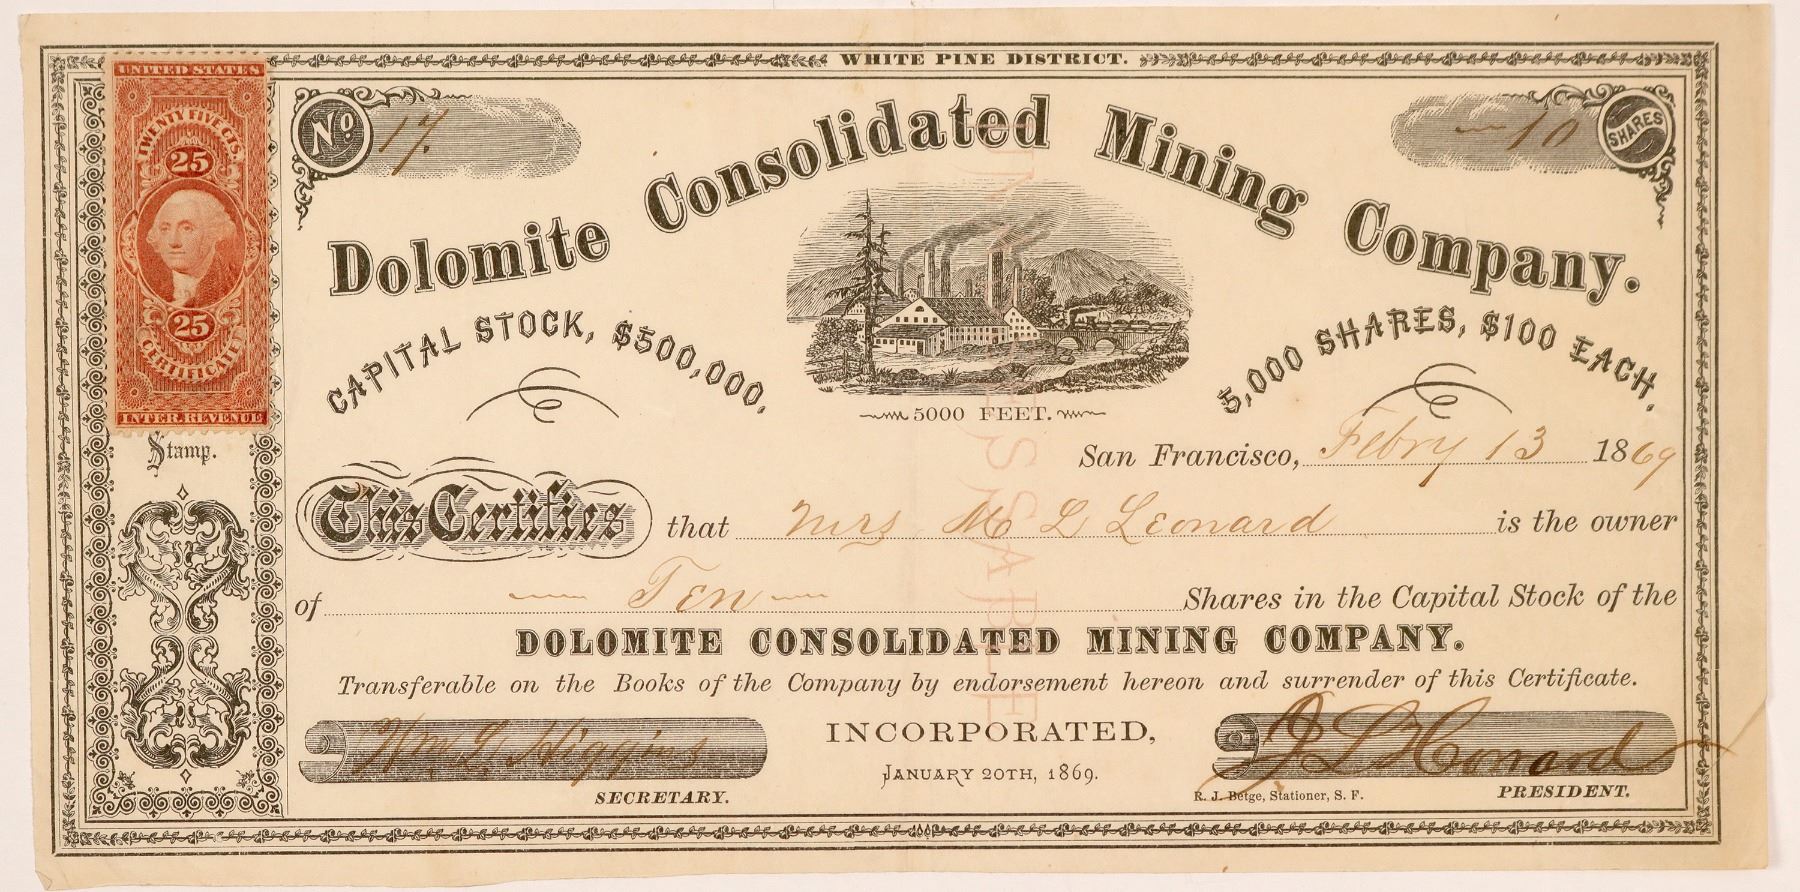 WHITE PINE DISTRICT.
UNITED STATES
TWENTY FIVE CTS.
25
25
CERTIFICATE
INTER. REVENUE
Stamp.
No 17.
10 SHARES
Dolomite Consolidated Mining Company.
CAPITAL STOCK, $500,000.
5,000 SHARES, $100 EACH.
5000 FEET.
San Francisco, Febry 13 1869
This Certifies that Mrs M L Leonard is the owner
of Ten Shares in the Capital Stock of the
DOLOMITE CONSOLIDATED MINING COMPANY.
Transferable on the Books of the Company by endorsement hereon and surrender of this Certificate.
Wm L. Higgins
SECRETARY.
INCORPORATED,
JANUARY 20TH, 1869.
J L Leonard
PRESIDENT.
R. J. Betge, Stationer, S. F.